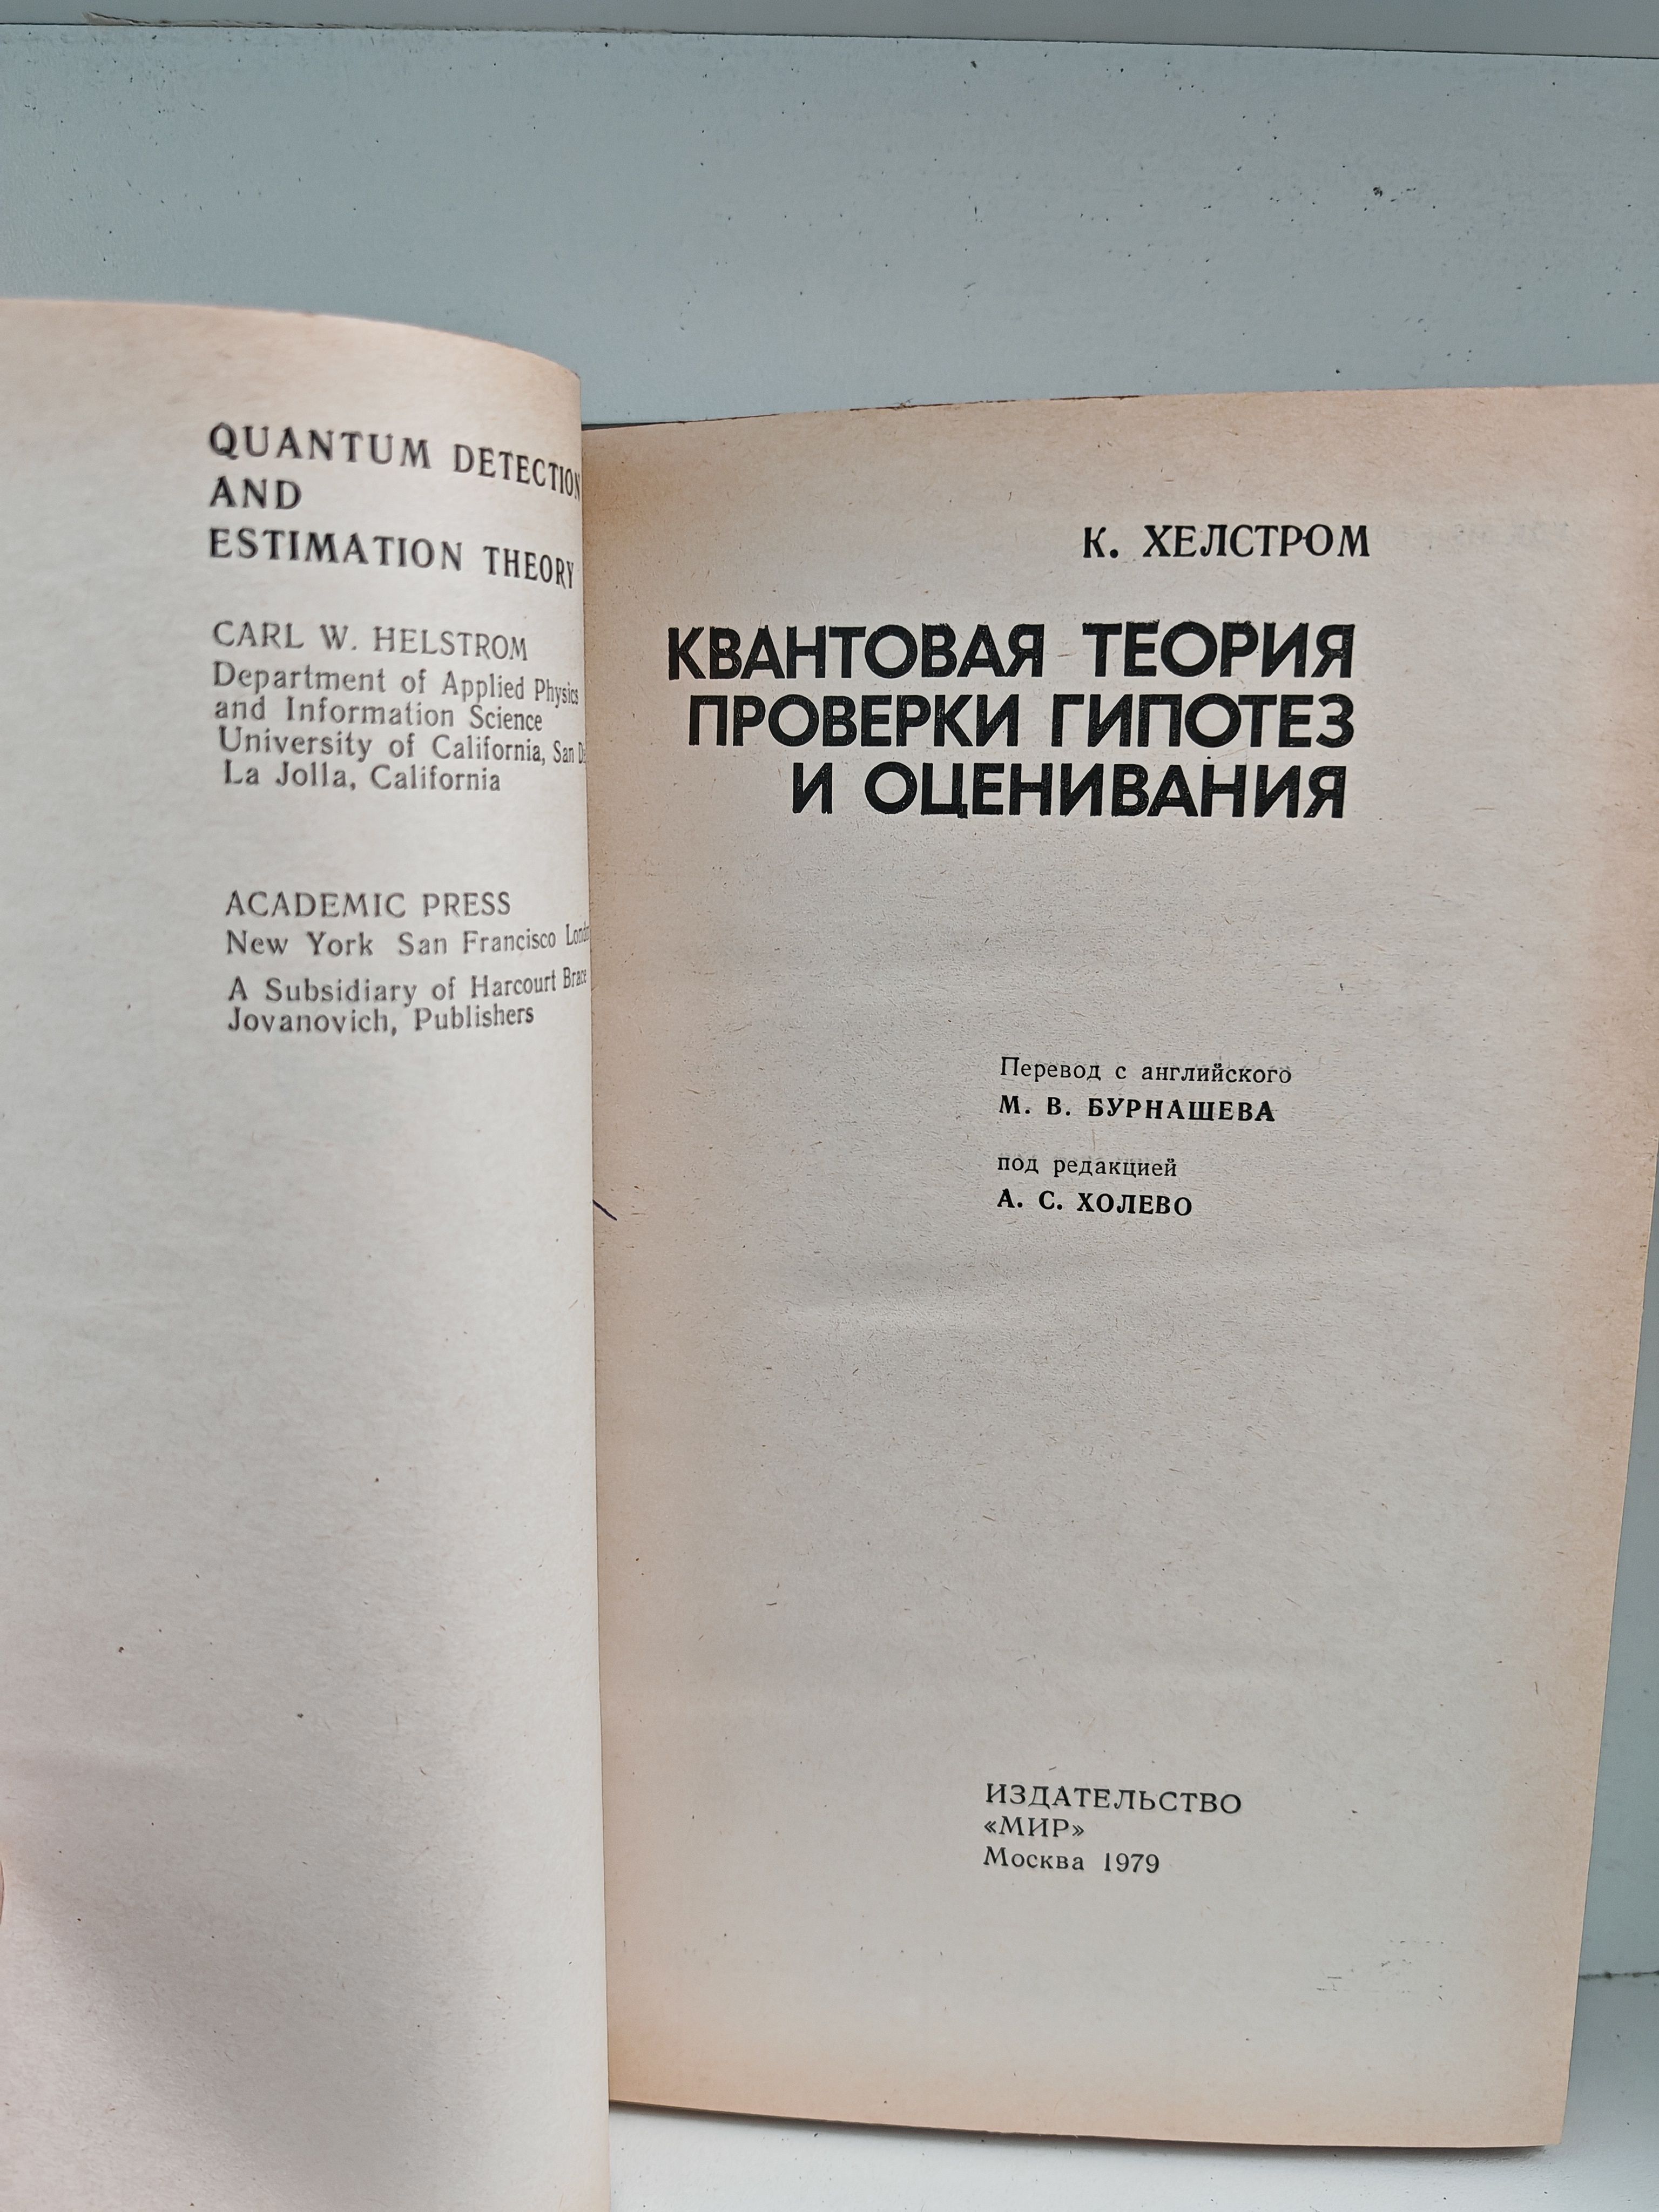 QUANTUM DETECTION
AND
ESTIMATION THEORY
CARL W. HELSTROM
Department of Applied Physics
and Information Science
University of California, San
La Jolla, California
ACADEMIC PRESS
New York San Francisco
A Subsidiary of Harcourt Brace
Jovanovich, Publishers
К. ХЕЛСТРОМ
КВАНТОВАЯ ТЕОРИЯ
ПРОВЕРКИ ГИПОТЕЗ
И ОЦЕНИВАНИЯ
Перевод с английского
М. В. БУРНАШЕВА
под редакцией
А. С. ХОЛЕВО
ИЗДАТЕЛЬСТВО
«МИР»
Москва 1979